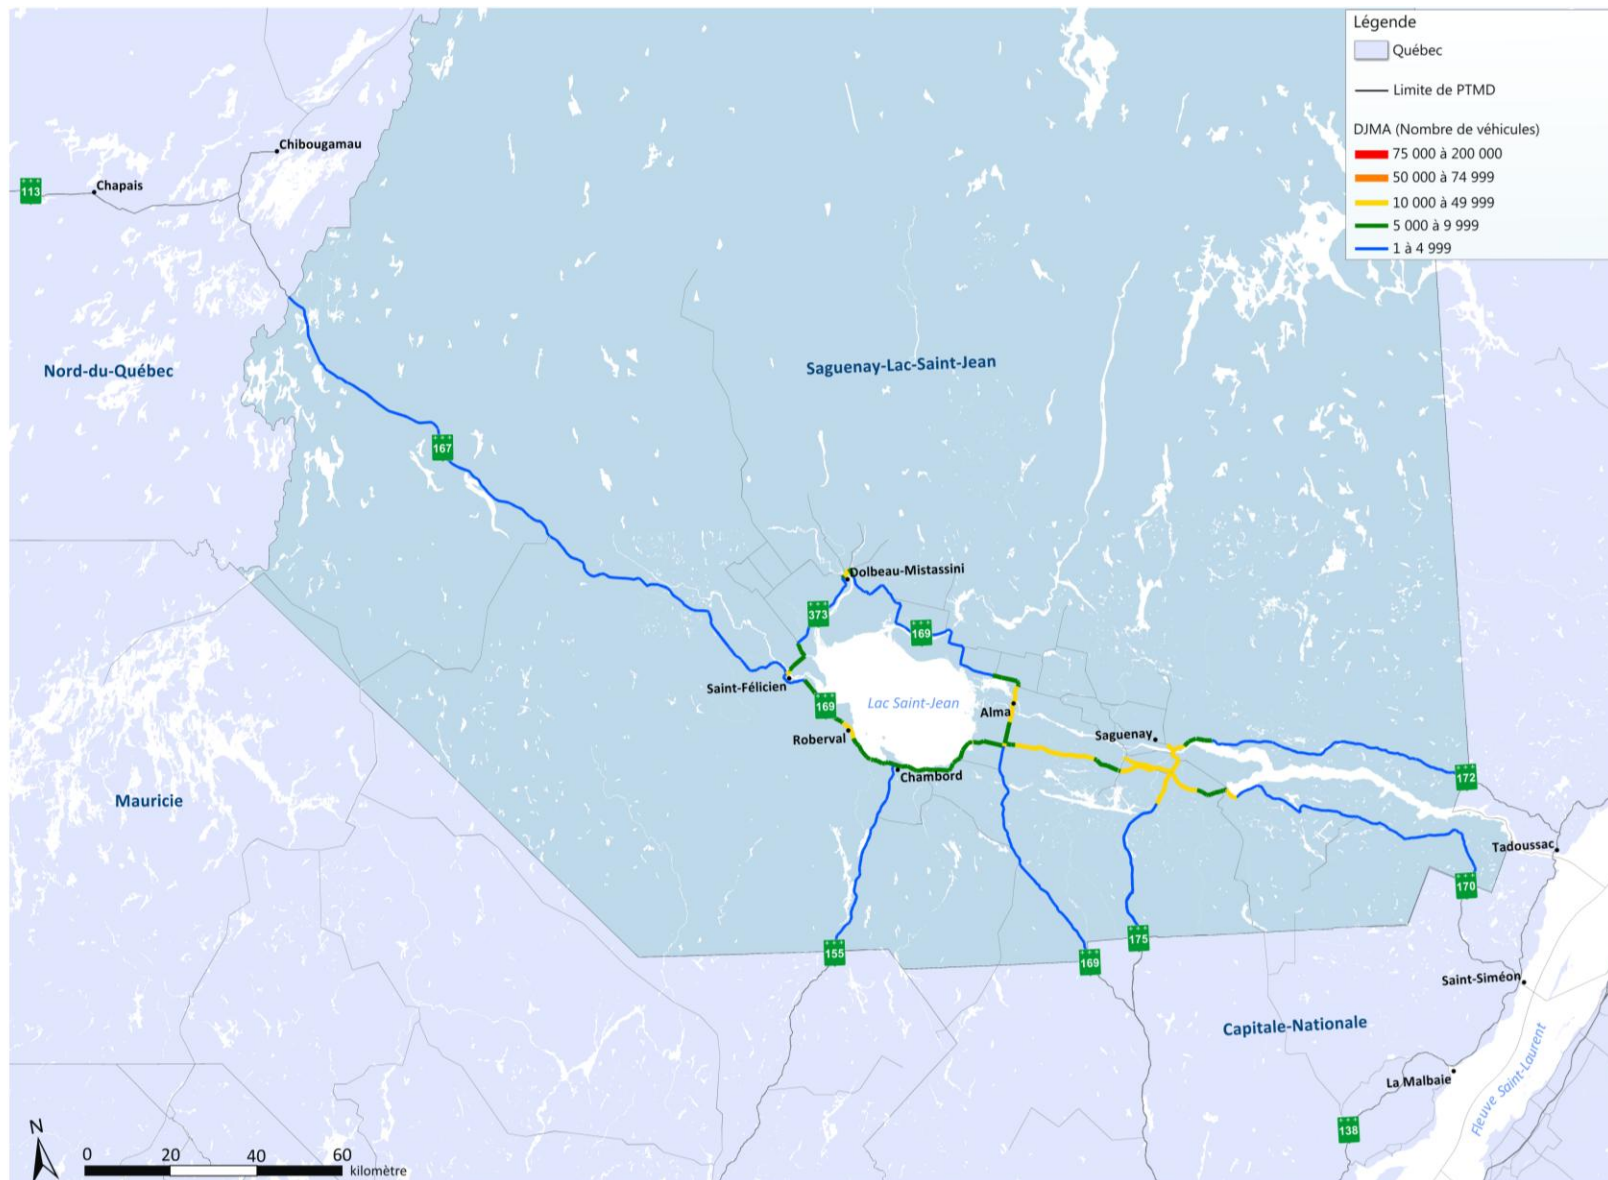 Légende
Québec
Limite de PTMD
DJMA (Nombre de véhicules)
75 000 à 200 000
50 000 à 74 999
10 000 à 49 999
5 000 à 9 999
1 à 4 999
Chibougamau
Chapais
113
Nord-du-Québec
Saguenay-Lac-Saint-Jean
167
Dolbeau-Mistassini
373
169
Saint-Félicien
169
Lac Saint-Jean
Alma
Roberval
Saguenay
Chambord
172
Mauricie
Tadoussac
170
155
169
175
Saint-Siméon
Capitale-Nationale
La Malbaie
Fleuve Saint-Laurent
138
N
0 20 40 60
kilomètre